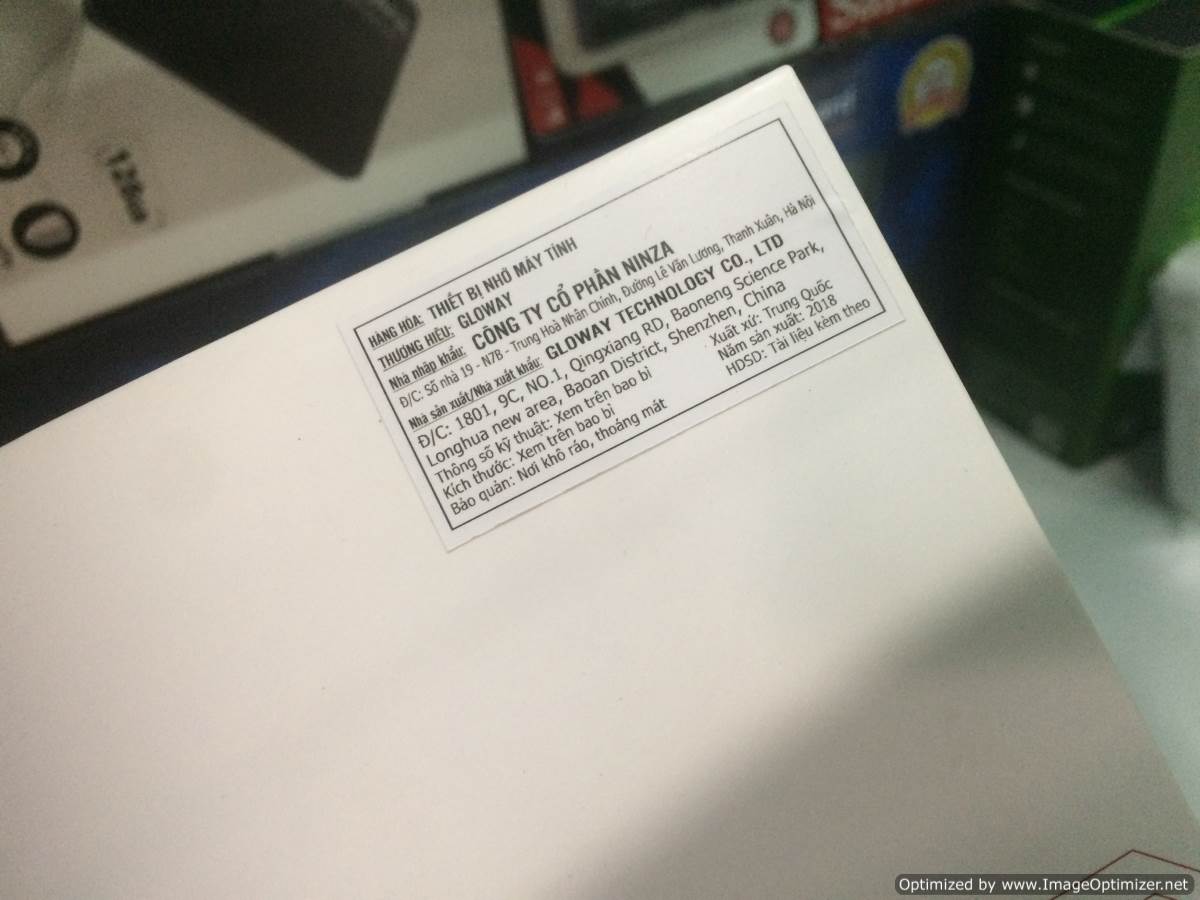 HÀNG HÓA: THIẾT BỊ NHỚ MÁY TÍNH
THƯƠNG HIỆU: GLOWAY
Nhà nhập khẩu: CÔNG TY CỔ PHẦN NINZA
Đ/C: Số nhà 19 - N7B - Trung Hoà Nhân Chính, Đường Lê Văn Lương, Thanh Xuân, Hà Nội
Nhà sản xuất/Nhà xuất khẩu: GLOWAY TECHNOLOGY CO., LTD
Đ/C: 1801, 9C, NO.1, Qingxiang RD, Baoneng Science Park,
Longhua new area, Baoan District, Shenzhen, China
Thông số kỹ thuật: Xem trên bao bì
Xuất xứ: Trung Quốc
Kích thước: Xem trên bao bì
Năm sản xuất: 2018
Bảo quản: Nơi khô ráo, thoáng mát
HDSD: Tài liệu kèm theo
128GB
Optimized by www.ImageOptimizer.net